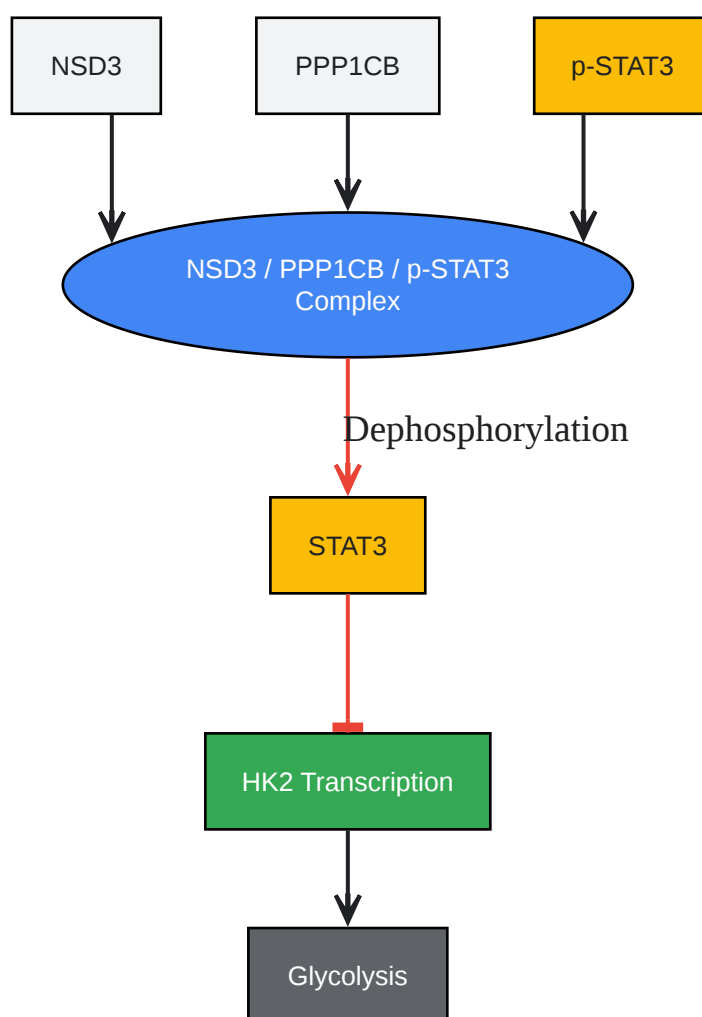 NSD3
PPP1CB
p-STAT3
NSD3 / PPP1CB / p-STAT3
Complex
Dephosphorylation
STAT3
HK2 Transcription
Glycolysis